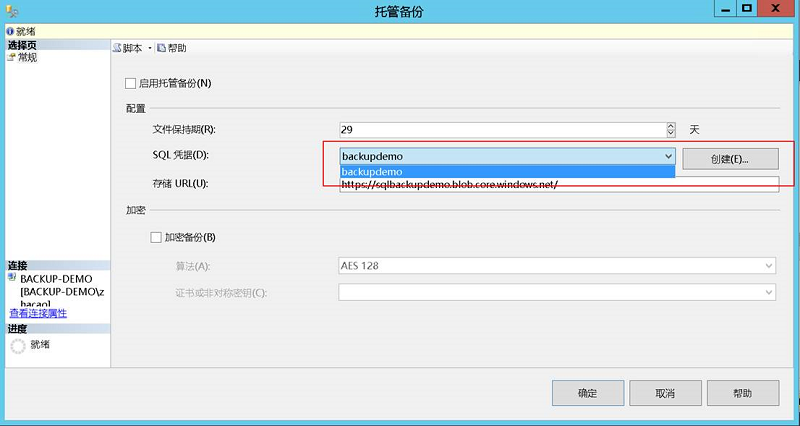 托管备份
就绪
选择页
常规
脚本
帮助
启用托管备份(N)
配置
文件保持期(R):
29
天
SQL 凭据(D):
backupdemo
创建(E)...
backupdemo
存储 URL(U):
https://sqlbackupdemo.blob.core.windows.net/
加密
加密备份(B)
算法(A):
AES 128
证书或非对称密钥(C):
连接
BACKUP-DEMO
[BACKUP-DEMO\z
hacao]
查看连接属性
进度
就绪
确定
取消
帮助